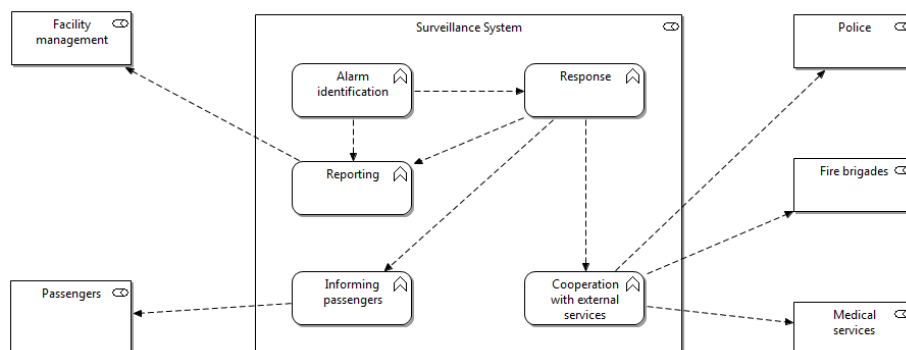 Facility
management
Surveillance System
Police
Alarm
identification
Response
Reporting
Fire brigades
Passengers
Informing
passengers
Cooperation
with external
services
Medical
services